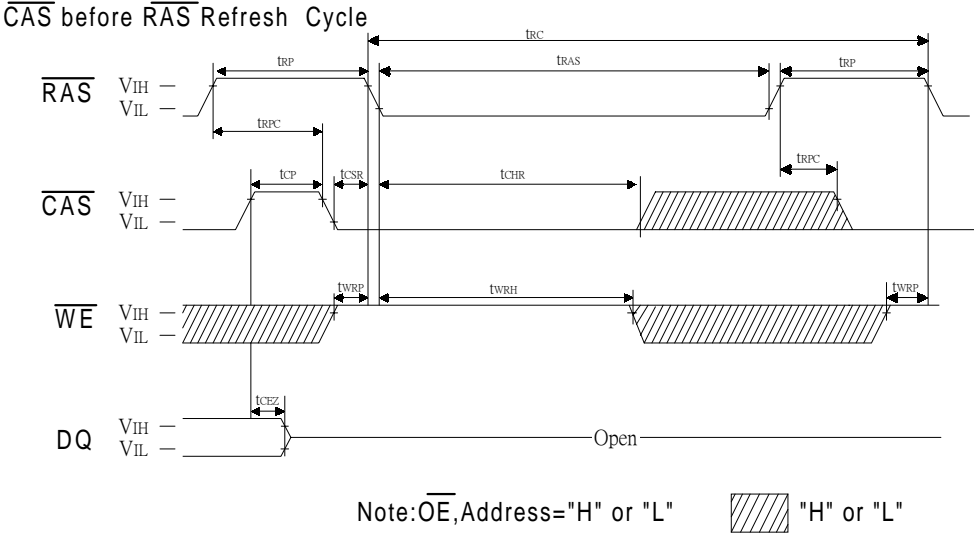 CAS before RAS Refresh Cycle
tRC
tRP tRAS tRP
RAS VIH
VIL
tRPC tRPC
tCP tCSR tCHR
CAS VIH
VIL
tWRP tWRH tWRP
WE VIH
VIL
tCEZ
DQ VIH
VIL
Open
Note:OE,Address="H" or "L" "H" or "L"